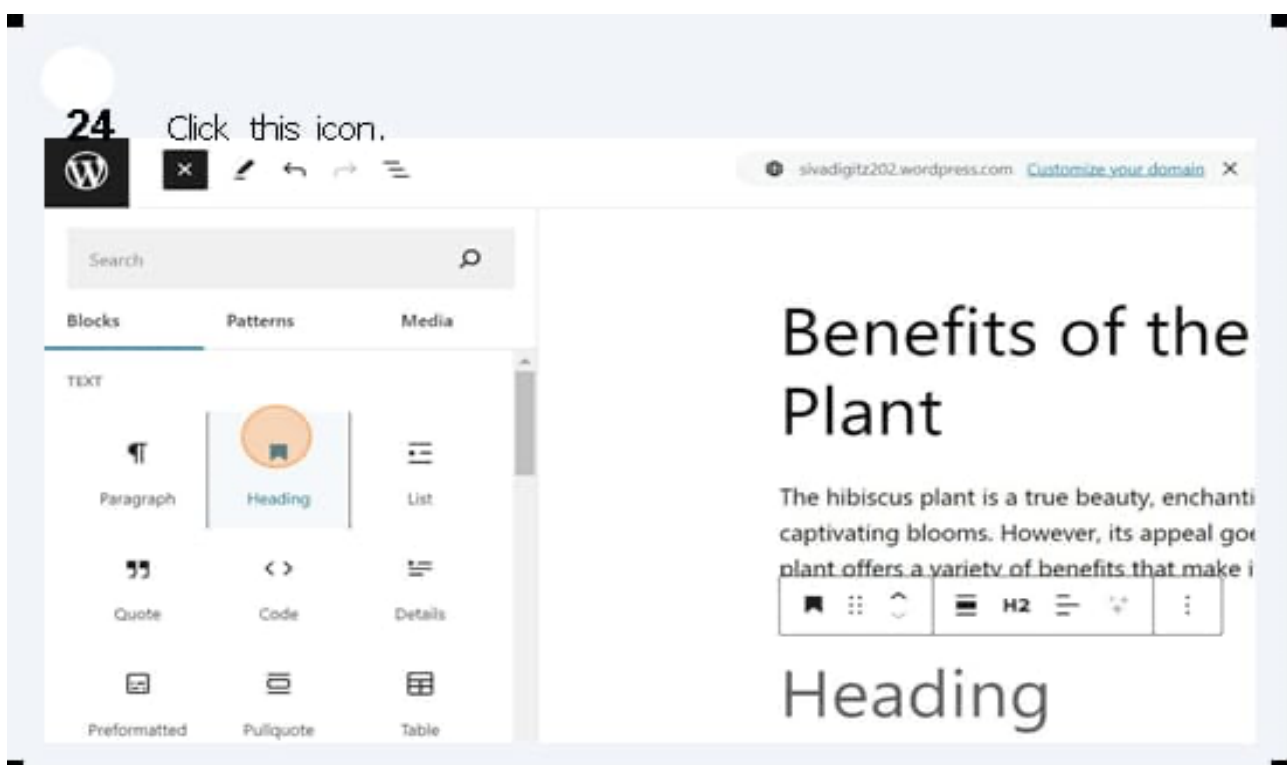 24 Click this icon.
sivadigitz202.wordpress.com Customize your domain
Search
Blocks Patterns Media
TEXT
Paragraph Heading List
Quote Code Details
Preformatted Pullquote Table
Benefits of the
Plant
The hibiscus plant is a true beauty, enchanti
captivating blooms. However, its appeal goe
plant offers a variety of benefits that make i
H2
Heading